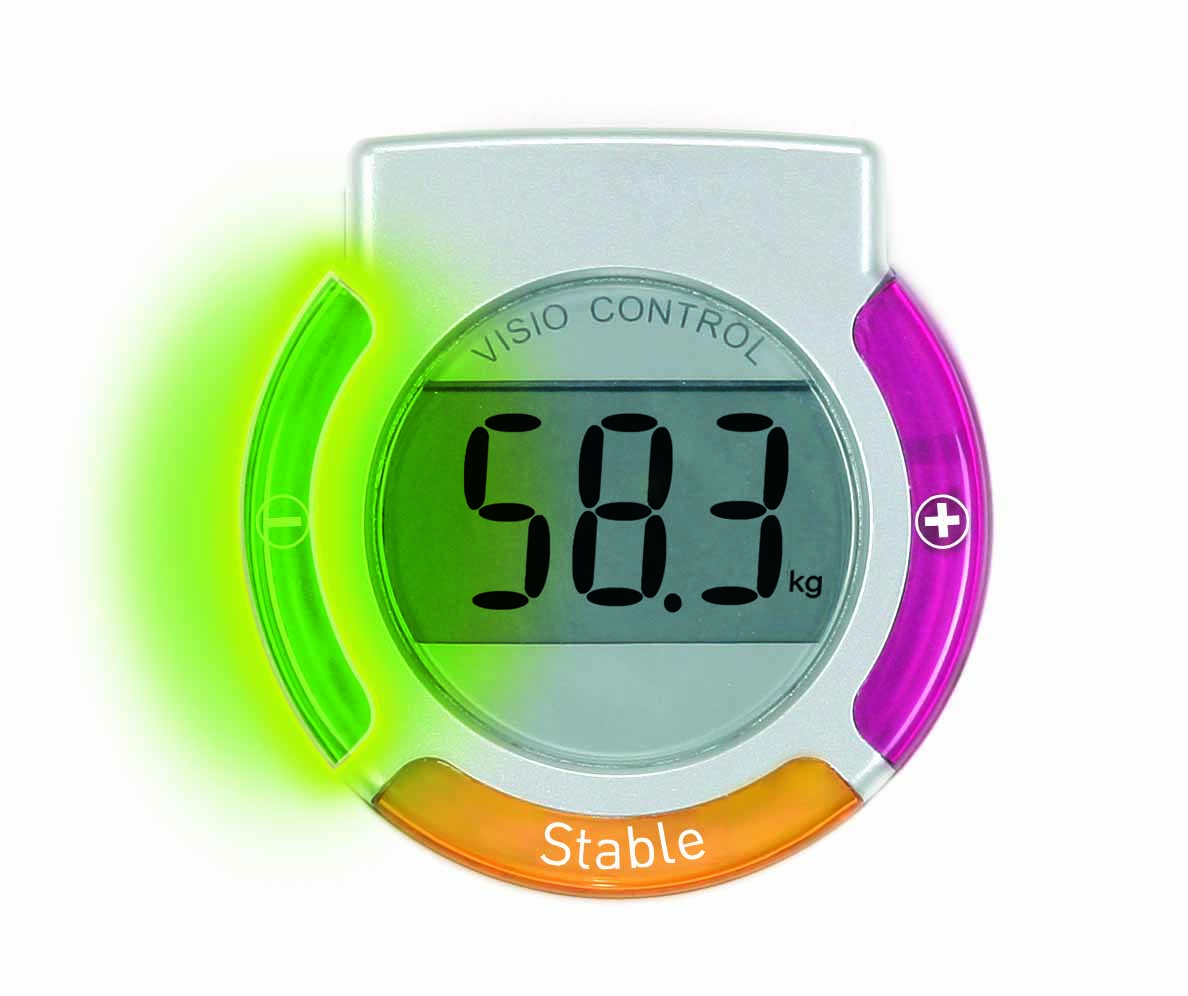 VISIO CONTROL
58.3 kg
Stable